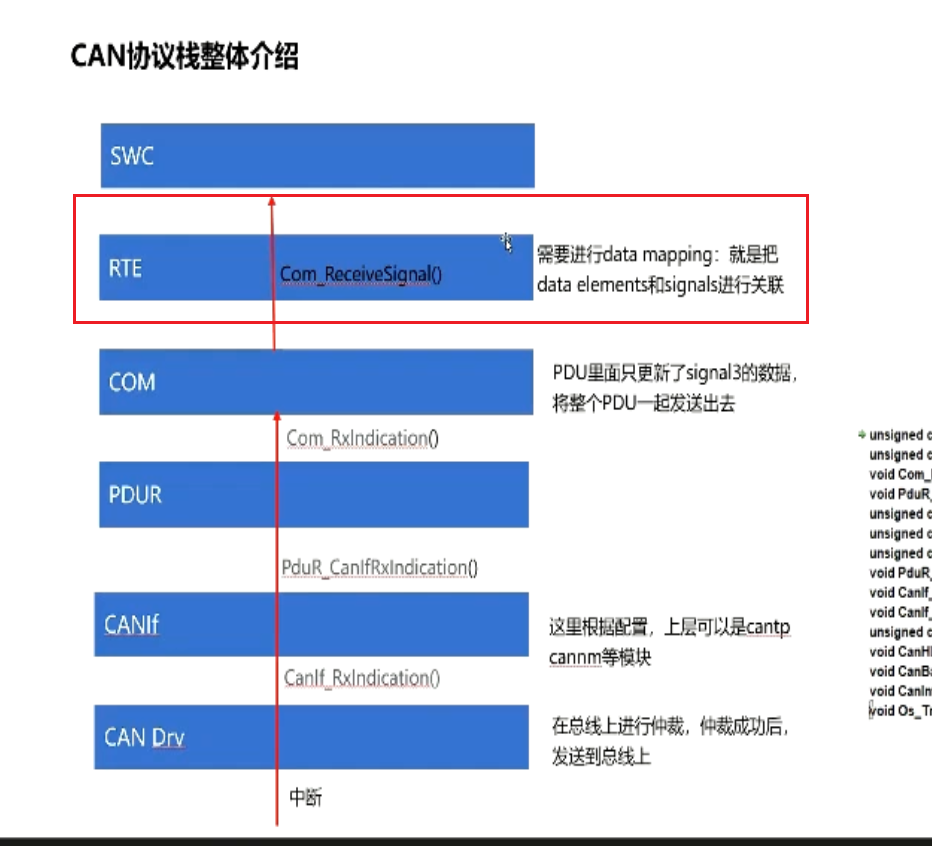 CAN协议栈整体介绍
SWC
RTE
Com_ReceiveSignal()
需要进行data mapping：就是把
data elements和signals进行关联
COM
PDU里面只更新了signal3的数据，
将整个PDU一起发送出去
Com_RxIndication()
PDUR
PduR_CanIfRxIndication()
CANIf
这里根据配置，上层可以是cantp
cannm等模块
CanIf_RxIndication()
CAN Drv
在总线上进行仲裁，仲裁成功后，
发送到总线上
中断
unsigned
unsigned
void Com_
void PduR_
unsigned
unsigned
unsigned
void PduR_
void CanIf_
void CanIf_
unsigned
void CanH
void CanBa
void CanIn
void Os_Tr